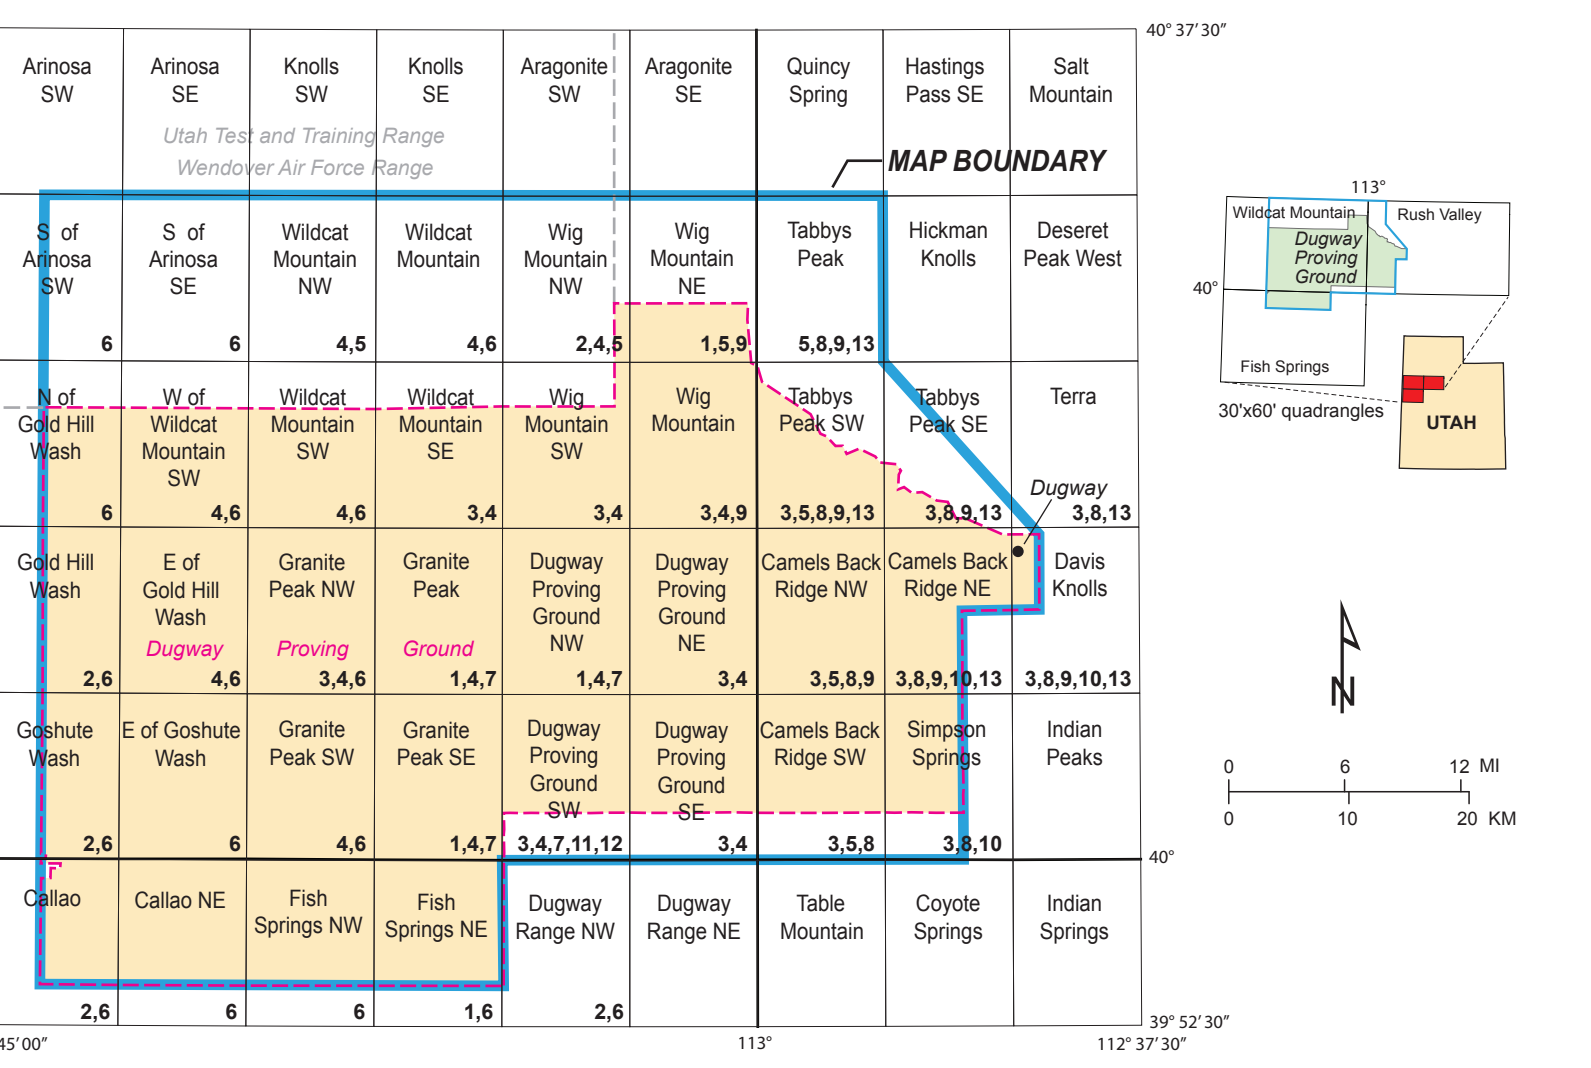 40° 37′ 30″
Arinosa
SW
Arinosa
SE
Knolls
SW
Knolls
SE
Aragonite
SW
Aragonite
SE
Quincy
Spring
Hastings
Pass SE
Salt
Mountain
Utah Test and Training Range
Wendover Air Force Range
MAP BOUNDARY
S of
Arinosa
SW
6
S of
Arinosa
SE
6
Wildcat
Mountain
NW
4,5
Wildcat
Mountain
4,6
Wig
Mountain
NW
2,4,5
Wig
Mountain
NE
1,5,9
Tabbys
Peak
5,8,9,13
Hickman
Knolls
Deseret
Peak West
N of
Gold Hill
Wash
6
W of
Wildcat
Mountain
SW
4,6
Wildcat
Mountain
SW
4,6
Wildcat
Mountain
SE
3,4
Wig
Mountain
SW
3,4
Wig
Mountain
3,4,9
Tabbys
Peak SW
3,5,8,9,13
Tabbys
Peak SE
3,8,9,13
Terra
3,8,13
Dugway
Gold Hill
Wash
2,6
E of
Gold Hill
Wash
4,6
Granite
Peak NW
3,4,6
Granite
Peak
1,4,7
Dugway Proving Ground
Dugway
Proving
Ground
NW
1,4,7
Dugway
Proving
Ground
NE
3,4
Camels Back
Ridge NW
3,5,8,9
Camels Back
Ridge NE
3,8,9,10,13
Davis
Knolls
3,8,9,10,13
Goshute
Wash
2,6
E of Goshute
Wash
6
Granite
Peak SW
4,6
Granite
Peak SE
1,4,7
Dugway
Proving
Ground
SW
3,4,7,11,12
Dugway
Proving
Ground
SE
3,4
Camels Back
Ridge SW
3,5,8
Simpson
Springs
3,8,10
Indian
Peaks
40°
Callao
2,6
Callao NE
6
Fish
Springs NW
6
Fish
Springs NE
1,6
Dugway
Range NW
2,6
Dugway
Range NE
Table
Mountain
Coyote
Springs
Indian
Springs
39° 52′ 30″
45′ 00″
113°
112° 37′ 30″
113°
Wildcat Mountain
Rush Valley
Dugway
Proving
Ground
40°
Fish Springs
30'x60' quadrangles
UTAH
N
0 6 12 MI
0 10 20 KM